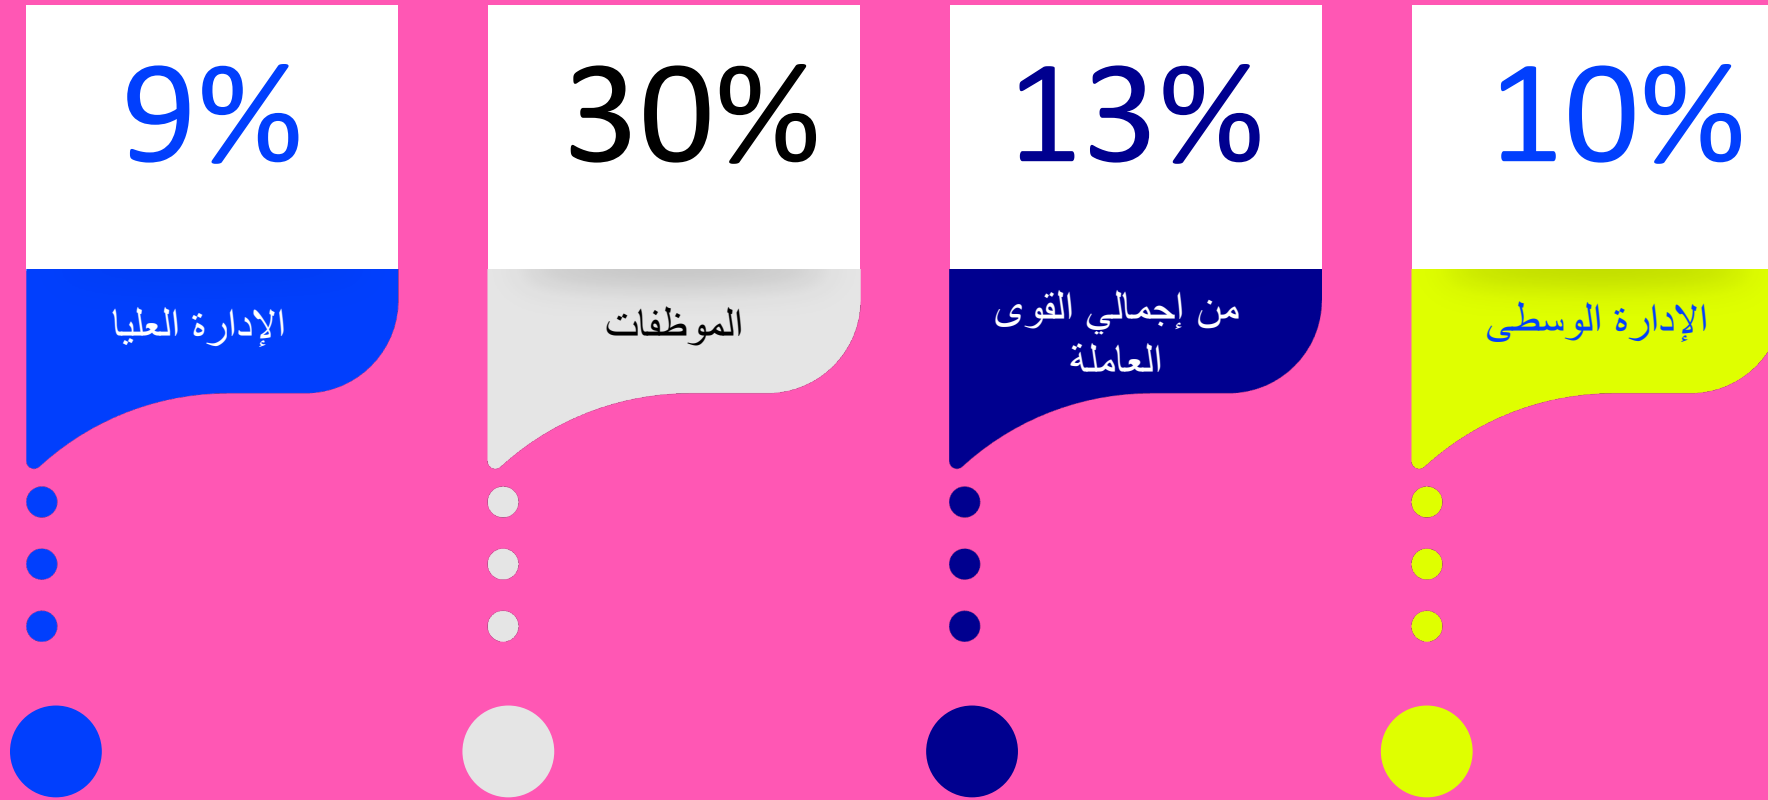 10%
الإدارة الوسطى
13%
من إجمالي القوى
العاملة
30%
الموظفات
9%
الإدارة العليا